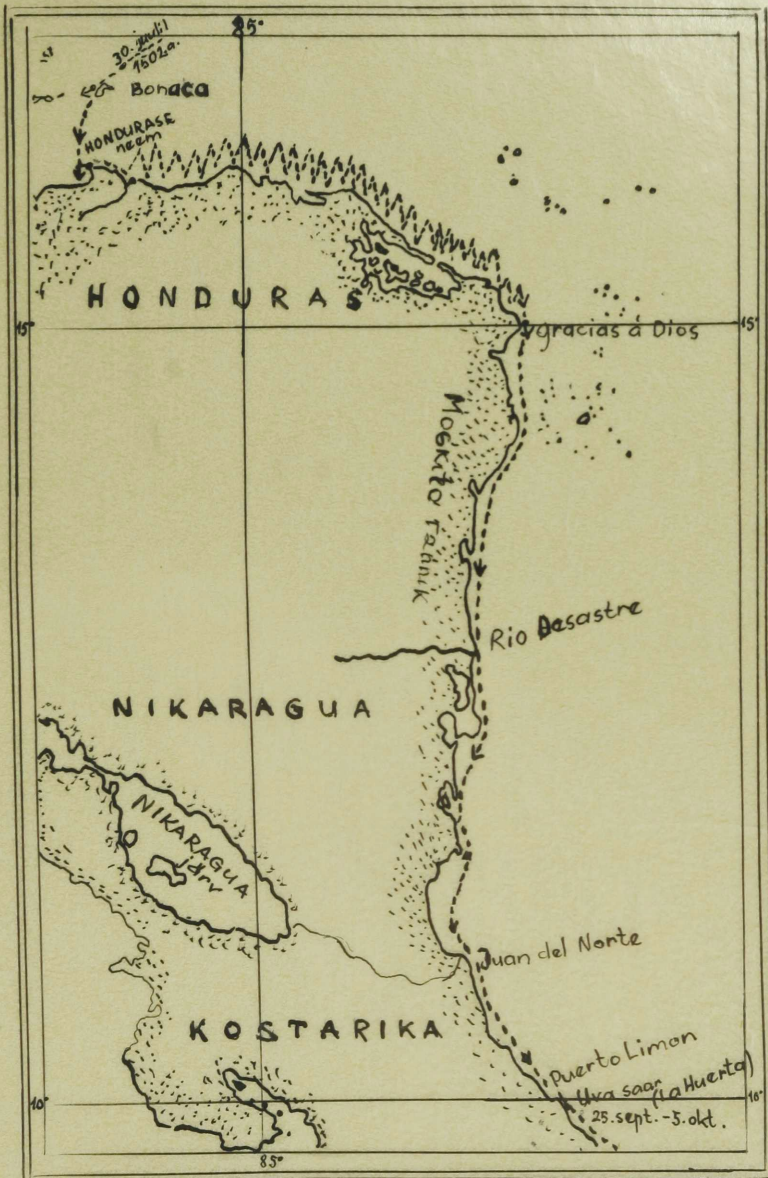 85°
30. juulil
1502a.
Bonaca
HONDURASE
neem
HONDURAS
15°
15°
gracias á Dios
Moskito rannik
Rio Desastre
NIKARAGUA
NIKARAGUA
järv
Juan del Norte
KOSTARIKA
Puerto Limon
Uva saar (la Huerta)
25.sept.-5.okt.
10°
10°
85°